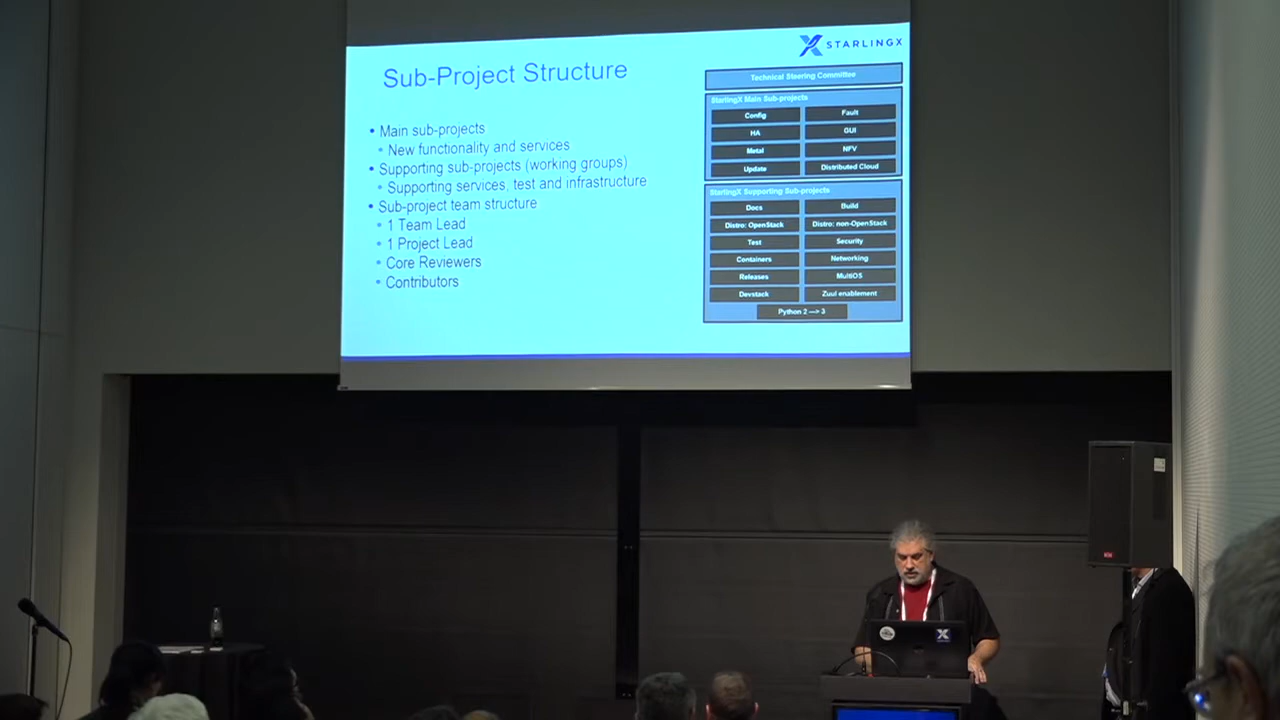 STARLINGX
Sub-Project Structure
• Main sub-projects
• New functionality and services
• Supporting sub-projects (working groups)
• Supporting services, test and infrastructure
• Sub-project team structure
• 1 Team Lead
• 1 Project Lead
• Core Reviewers
• Contributors
Technical Steering Committee
StarlingX Main Sub-projects
Config Fault
HA GUI
Metal NFV
Update Distributed Cloud
StarlingX Supporting Sub-projects
Docs Build
Distro: OpenStack Distro: non-OpenStack
Test Security
Containers Networking
Releases MultiOS
Devstack Zuul enablement
Python 2 —> 3